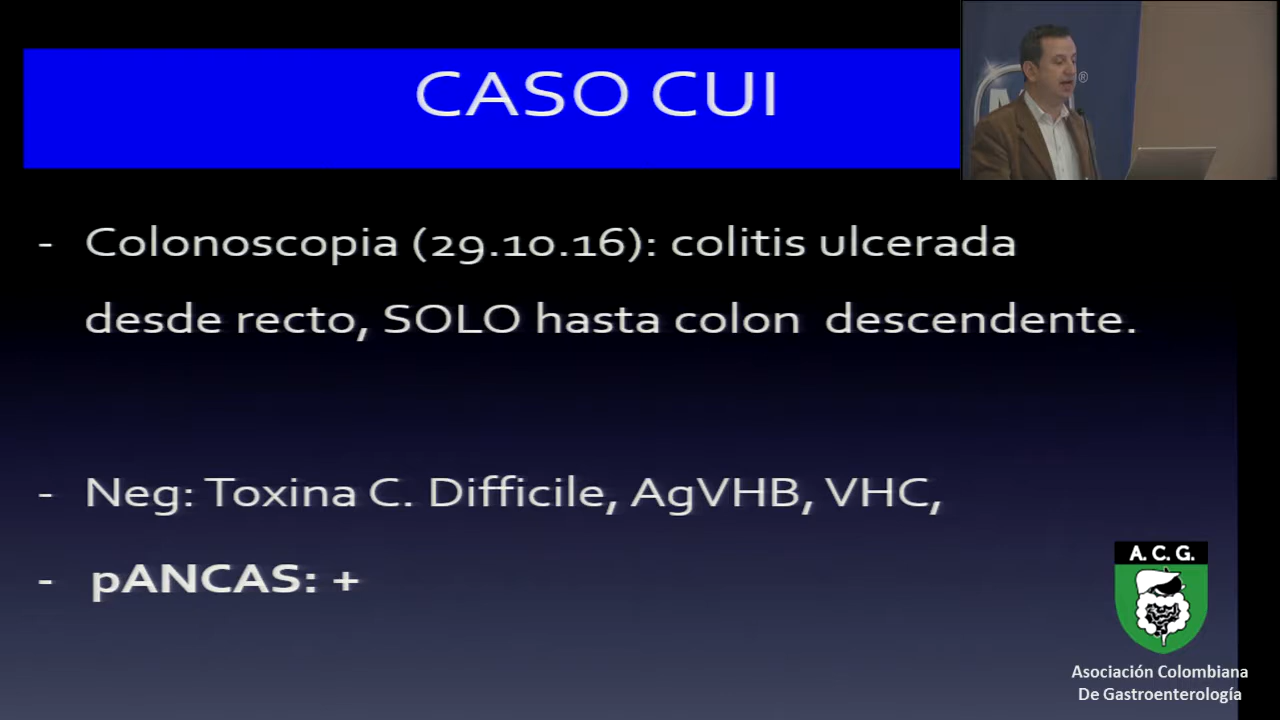 CASO CUI
®
- Colonoscopia (29.10.16): colitis ulcerada
desde recto, SOLO hasta colon descendente.
- Neg: Toxina C. Difficile, AgVHB, VHC,
- pANCAS: +
A. C. G.
Asociación Colombiana
De Gastroenterología